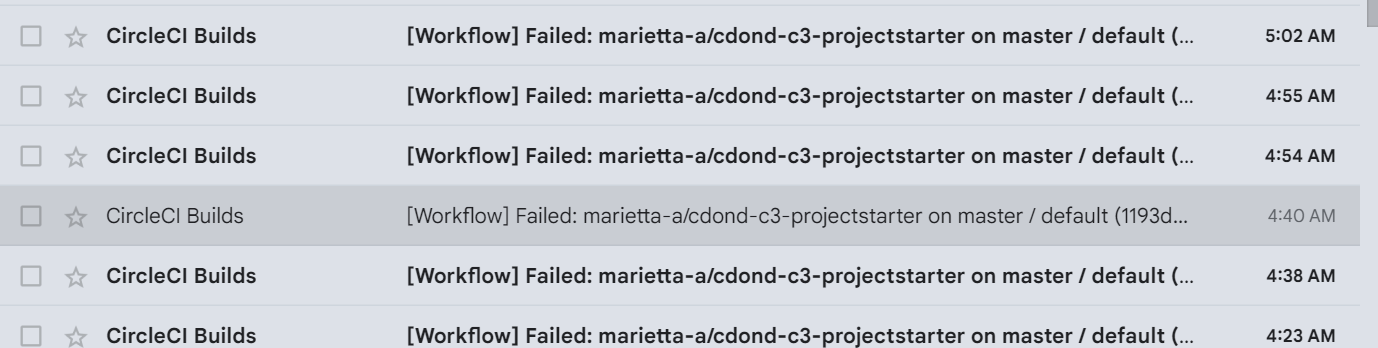 CircleCI Builds [Workflow] Failed: marietta-a/cdond-c3-projectstarter on master / default (... 5:02 AM
CircleCI Builds [Workflow] Failed: marietta-a/cdond-c3-projectstarter on master / default (... 4:55 AM
CircleCI Builds [Workflow] Failed: marietta-a/cdond-c3-projectstarter on master / default (... 4:54 AM
CircleCI Builds [Workflow] Failed: marietta-a/cdond-c3-projectstarter on master / default (1193d... 4:40 AM
CircleCI Builds [Workflow] Failed: marietta-a/cdond-c3-projectstarter on master / default (... 4:38 AM
CircleCI Builds [Workflow] Failed: marietta-a/cdond-c3-projectstarter on master / default (... 4:23 AM